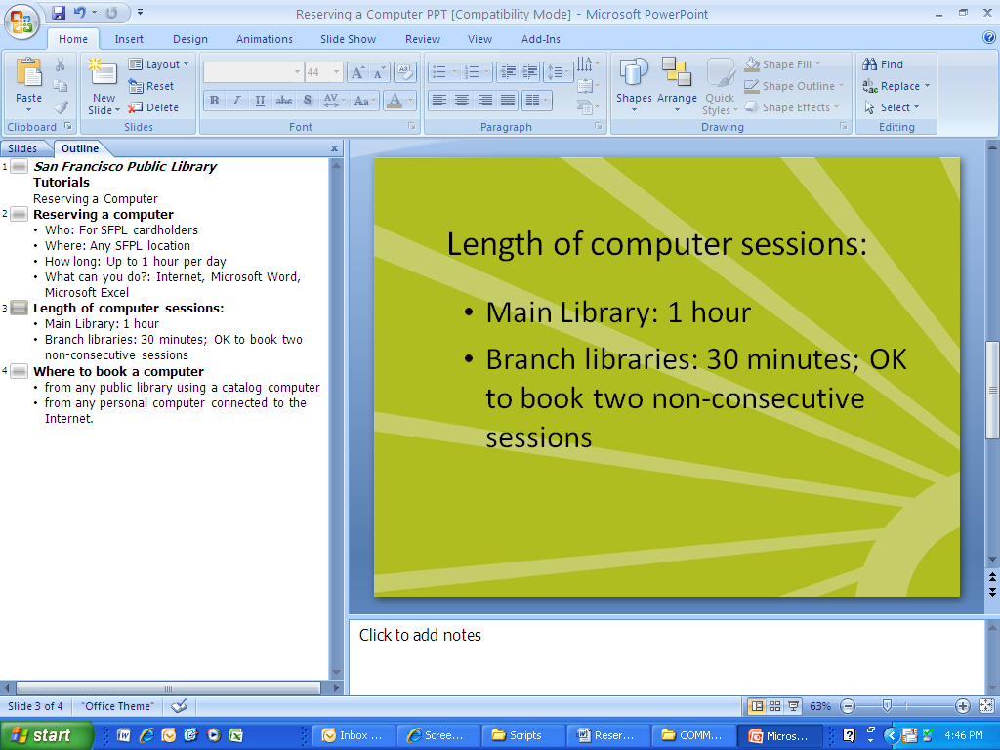 Reserving a Computer PPT [Compatibility Mode] - Microsoft PowerPoint
Home Insert Design Animations Slide Show Review View Add-Ins
Paste
Clipboard
New Slide
Layout
Reset
Delete
Slides
44
B I U abc S AV Aa A
Font
Paragraph
Shapes Arrange Quick Styles
Shape Fill
Shape Outline
Shape Effects
Drawing
Find
Replace
Select
Editing
Slides Outline x
1 San Francisco Public Library
Tutorials
Reserving a Computer
2 Reserving a computer
• Who: For SFPL cardholders
• Where: Any SFPL location
• How long: Up to 1 hour per day
• What can you do?: Internet, Microsoft Word,
Microsoft Excel
3 Length of computer sessions:
• Main Library: 1 hour
• Branch libraries: 30 minutes; OK to book two
non-consecutive sessions
4 Where to book a computer
• from any public library using a catalog computer
• from any personal computer connected to the
Internet.
Length of computer sessions:
• Main Library: 1 hour
• Branch libraries: 30 minutes; OK
to book two non-consecutive
sessions
Click to add notes
Slide 3 of 4 "Office Theme" 63%
start Inbox ... Scree... Scripts Reser... COMM... Micros... 4:46 PM